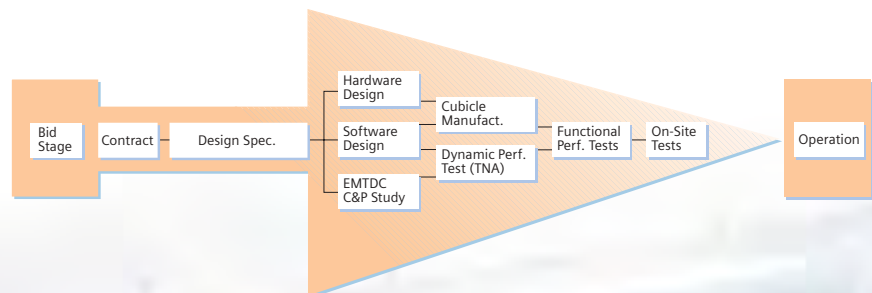 Bid
Stage
Contract
Design Spec.
Hardware
Design
Software
Design
EMTDC
C&P Study
Cubicle
Manufact.
Dynamic Perf.
Test (TNA)
Functional
Perf. Tests
On-Site
Tests
Operation